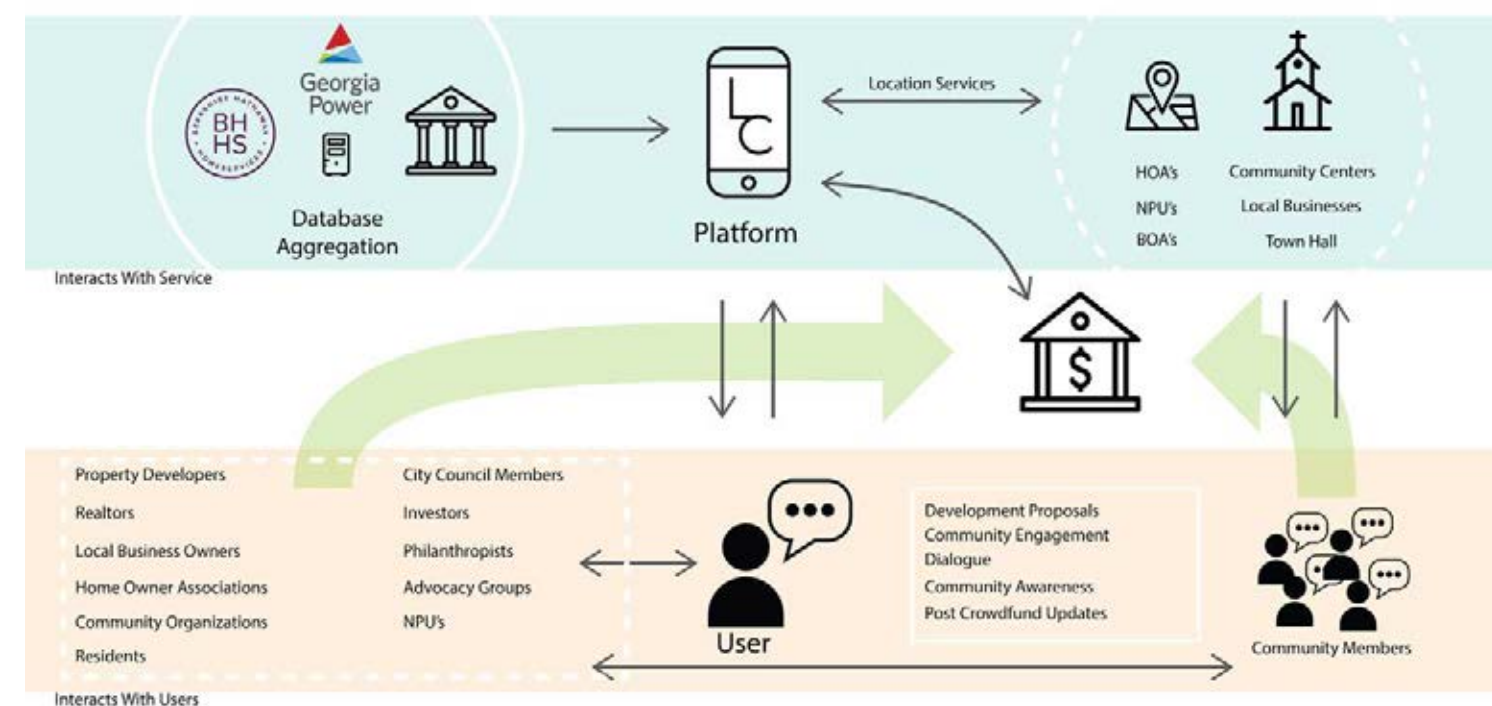 BERKSHIRE HATHAWAY
BH
HS
HOMESERVICES
Georgia
Power
Database
Aggregation
LC
Platform
Location Services
HOA's
NPU's
BOA's
Community Centers
Local Businesses
Town Hall
Interacts With Service
$
Property Developers
Realtors
Local Business Owners
Home Owner Associations
Community Organizations
Residents
City Council Members
Investors
Philanthropists
Advocacy Groups
NPU's
User
Development Proposals
Community Engagement
Dialogue
Community Awareness
Post Crowdfund Updates
Community Members
Interacts With Users